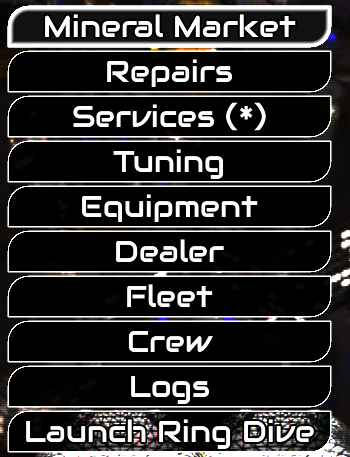 Mineral Market
Repairs
Services (*)
Tuning
Equipment
Dealer
Fleet
Crew
Logs
Launch Ring Dive